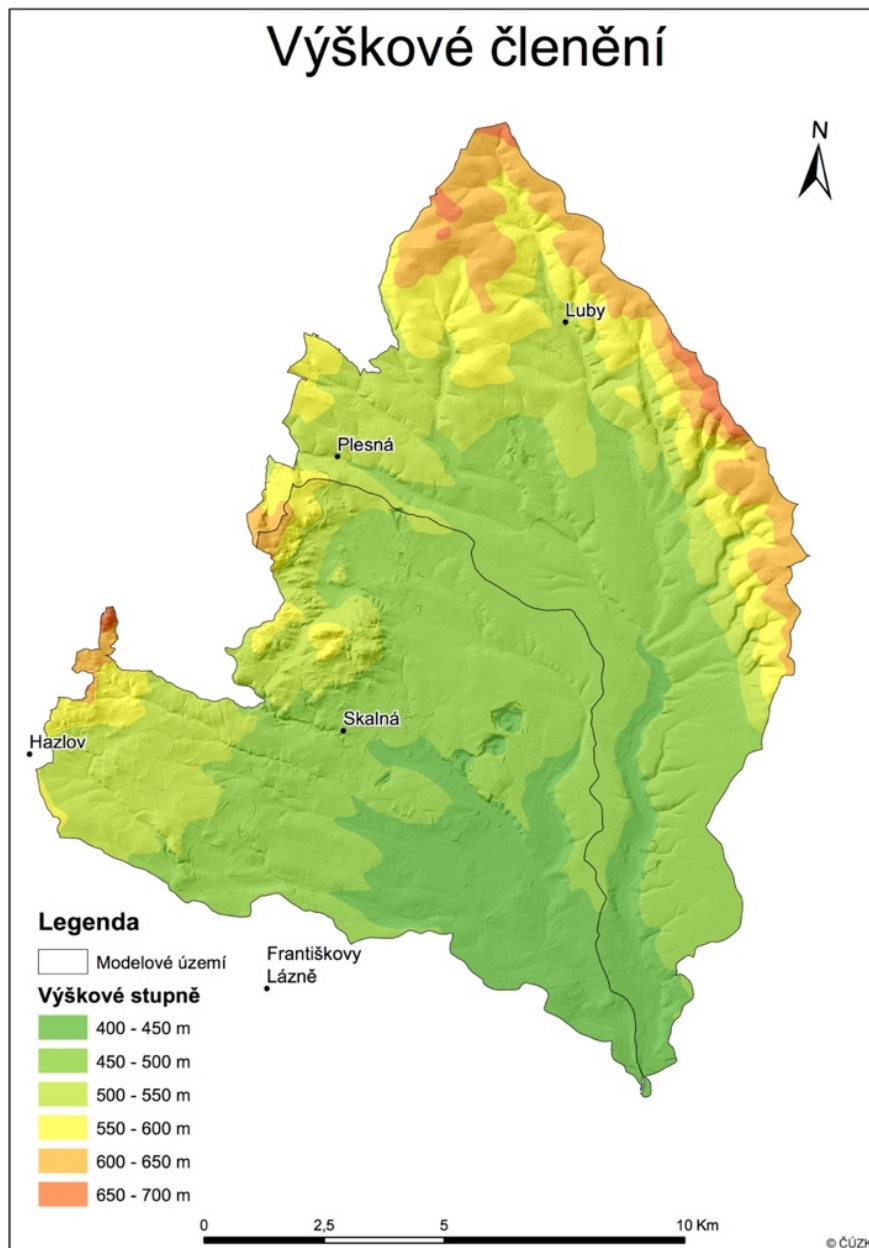 Výškové členění
N
Luby
Plesná
Skalná
Hazlov
Legenda
Modelové území
Františkovy
Lázně
Výškové stupně
400 - 450 m
450 - 500 m
500 - 550 m
550 - 600 m
600 - 650 m
650 - 700 m
0 2,5 5 10 Km
© ČÚZK